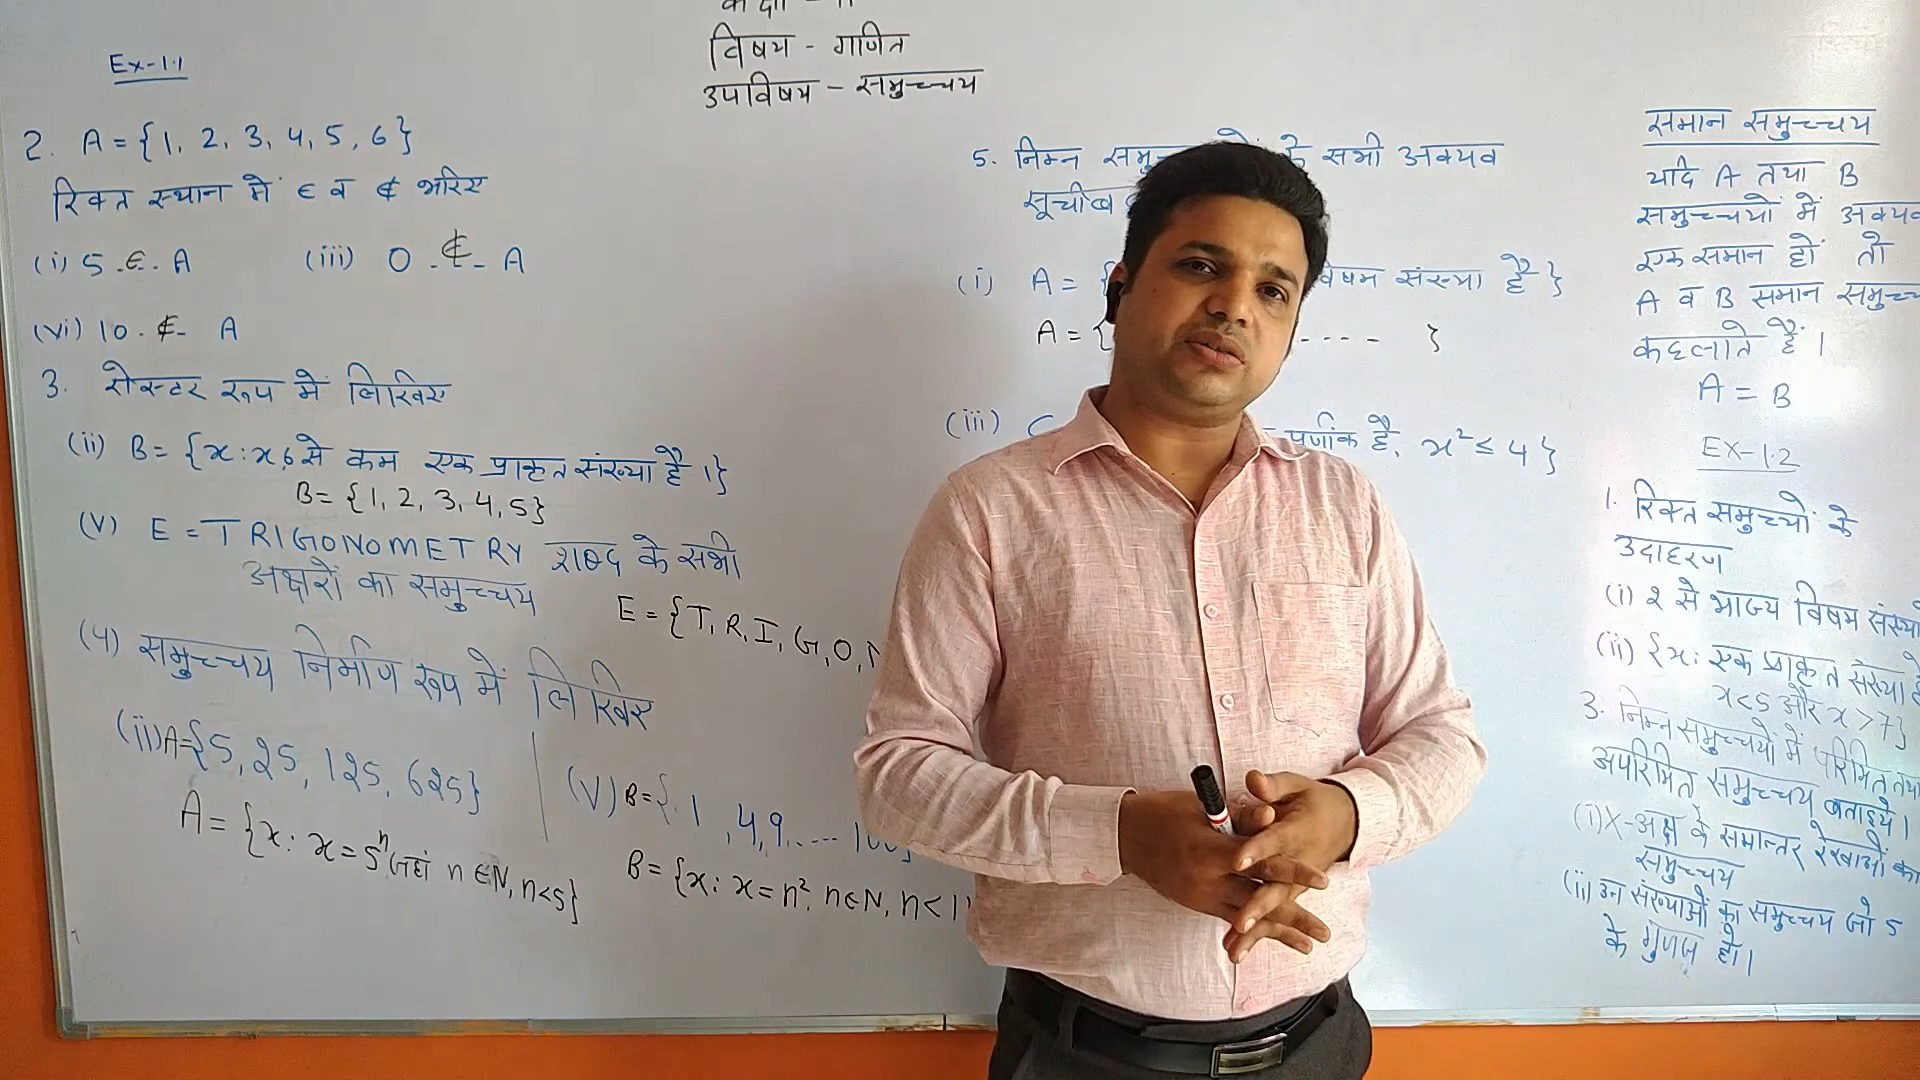 विषय - गणित
उपविषय - समुच्चय
Ex-1.1
2. A = {1, 2, 3, 4, 5, 6}
रिक्त स्थान में ∈ व ∉ भरिए
(i) 5 -∈- A (iii) 0 -∉- A
(vi) 10 -∉- A
3. रोस्टर रूप में लिखिए
(ii) B = {x : x 6 से कम एक प्राकृत संख्या है।}
B = {1, 2, 3, 4, 5}
(v) E = TRIGONOMETRY शब्द के सभी
अक्षरों का समुच्चय
E = {T, R, I, G, O,
(4) समुच्चय निर्माण रूप में लिखिए
(ii) A={5, 25, 125, 625}
A = {x : x = 5ⁿ जहां n ∈ N, n<5}
(v) B={1, 4, 9, ....
B = {x : x = n², n ∈ N, n <
5. निम्न के सभी अवयव
(i) A = { विषम संख्या है}
A = { .... }
(iii) पूर्णांक है, x² ≤ 4}
समान समुच्चय
यदि A तथा B
समुच्चयों में अवयव
एक समान हों तो
A व B समान
कहलाते हैं।
A = B
EX-1.2
1. रिक्त समुच्यों के
उदाहरण
(i) 2 से भाज्य विषम
(ii) {x : एक प्राकृत संख्या है
x<5 और x >7}
3. निम्न समुच्चयों में परिमित तथा
अपरिमित समुच्चय बताइये।
(i) X-अक्ष के समान्तर रेखाओं का
समुच्चय
(ii) उन संख्याओं का समुच्चय जो 5
के गुणज हो।